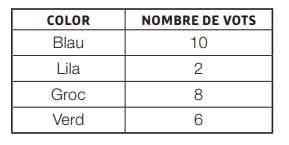 COLOR NOMBRE DE VOTS
Blau 10
Lila 2
Groc 8
Verd 6